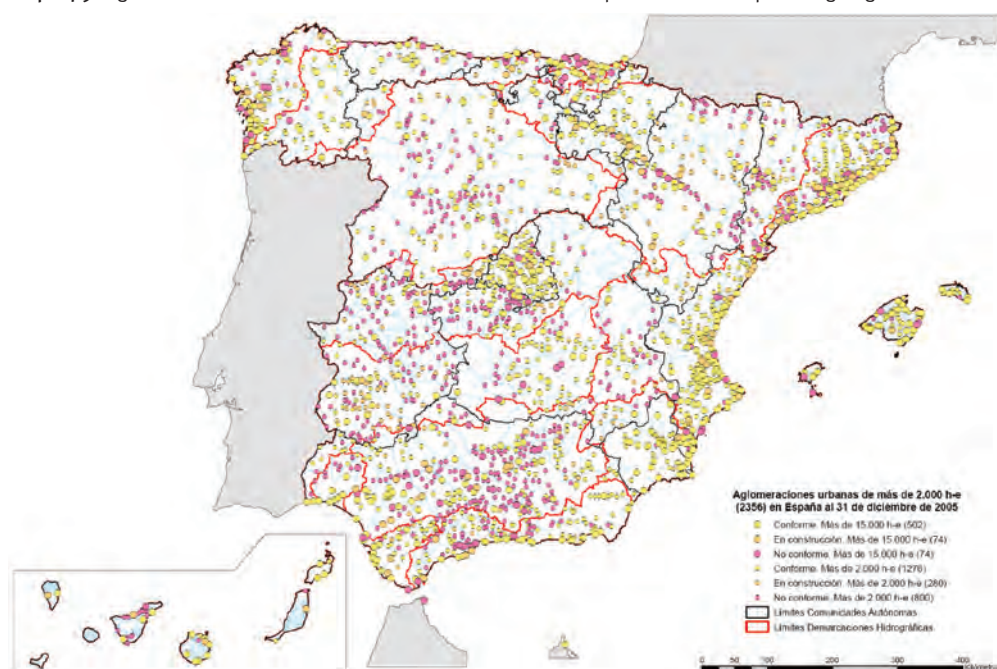 Aglomeraciones urbanas de más de 2.000 h-e
(2356) en España al 31 de diciembre de 2005
Conforme. Más de 15.000 h-e (502)
En construcción. Más de 15.000 h-e (74)
No conforme. Más de 15.000 h-e (74)
Conforme. Más de 2.000 h-e (1276)
En construcción. Más de 2.000 h-e (280)
No conforme. Más de 2.000 h-e (800)
Límites Comunidades Autónomas
Límites Demarcaciones Hidrográficas
0 50 100 200 300 400